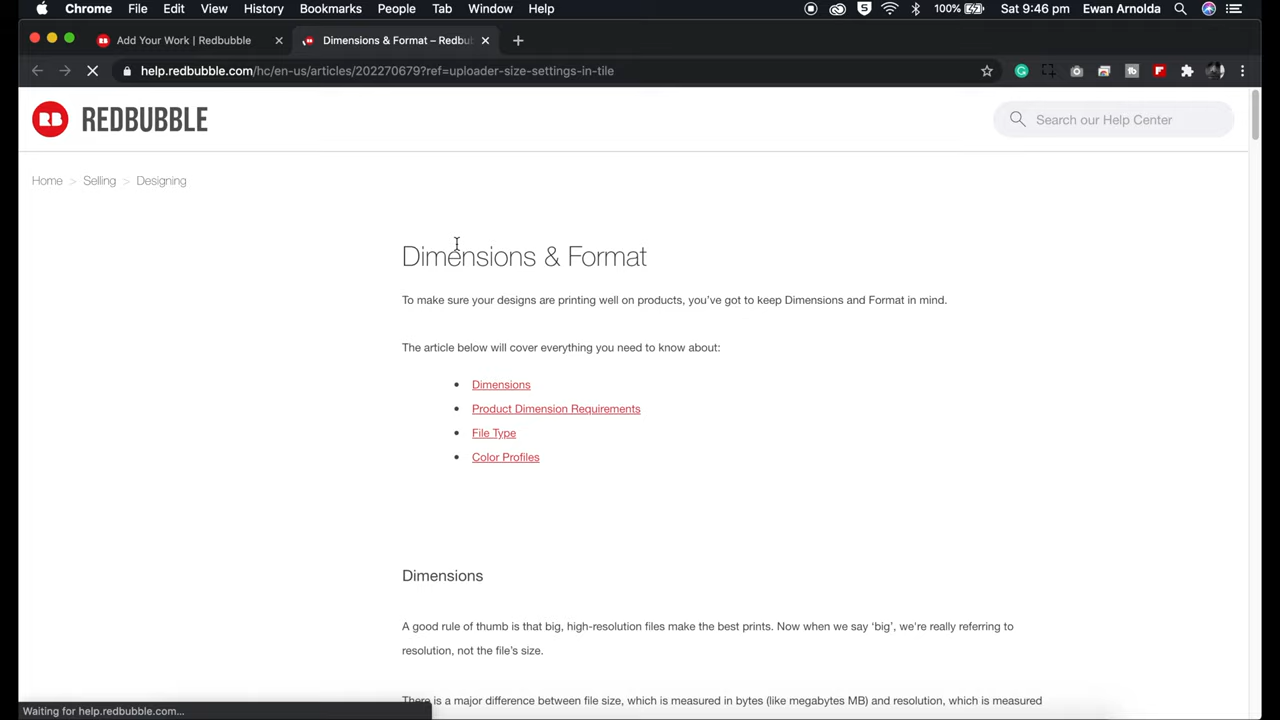 Chrome File Edit View History Bookmarks People Tab Window Help 100% Sat 9:46 pm Ewan Arnolda
Add Your Work | Redbubble Dimensions & Format – Redbu
help.redbubble.com/hc/en-us/articles/202270679?ref=uploader-size-settings-in-tile
RB REDBUBBLE Search our Help Center
Home > Selling > Designing
Dimensions & Format
To make sure your designs are printing well on products, you've got to keep Dimensions and Format in mind.
The article below will cover everything you need to know about:
• Dimensions
• Product Dimension Requirements
• File Type
• Color Profiles
Dimensions
A good rule of thumb is that big, high-resolution files make the best prints. Now when we say 'big', we're really referring to
resolution, not the file's size.
There is a major difference between file size, which is measured in bytes (like megabytes MB) and resolution, which is measured
Waiting for help.redbubble.com...